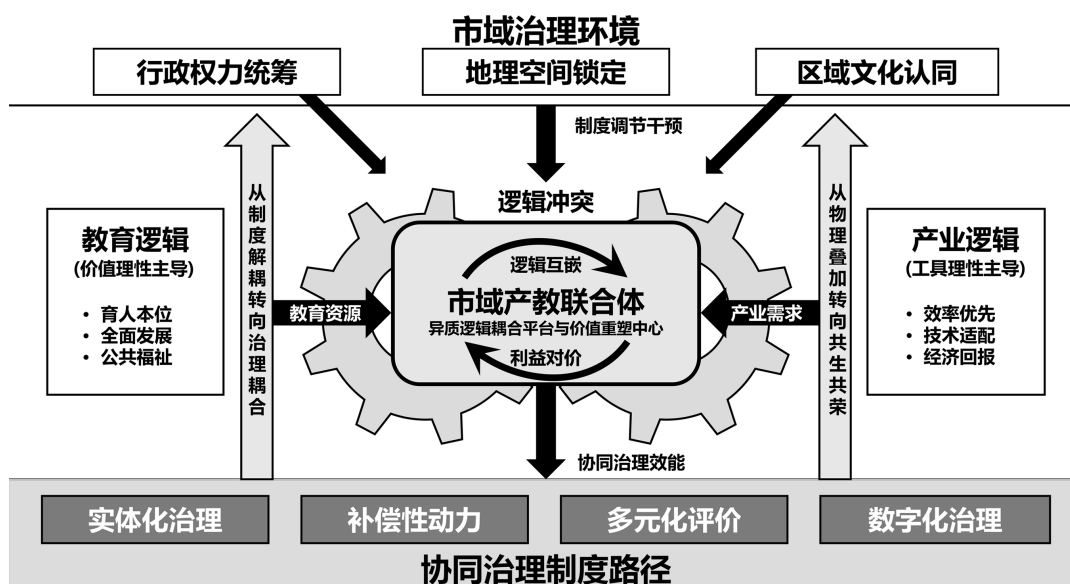 市域治理环境
行政权力统筹
地理空间锁定
区域文化认同
制度调节干预
从制度解耦转向治理耦合
从物理叠加转向共生共荣
逻辑冲突
教育逻辑
(价值理性主导)
• 育人本位
• 全面发展
• 公共福祉
教育资源
逻辑互嵌
市域产教联合体
异质逻辑耦合平台与价值重塑中心
利益对价
产业需求
产业逻辑
(工具理性主导)
• 效率优先
• 技术适配
• 经济回报
协同治理效能
实体化治理
补偿性动力
多元化评价
数字化治理
协同治理制度路径